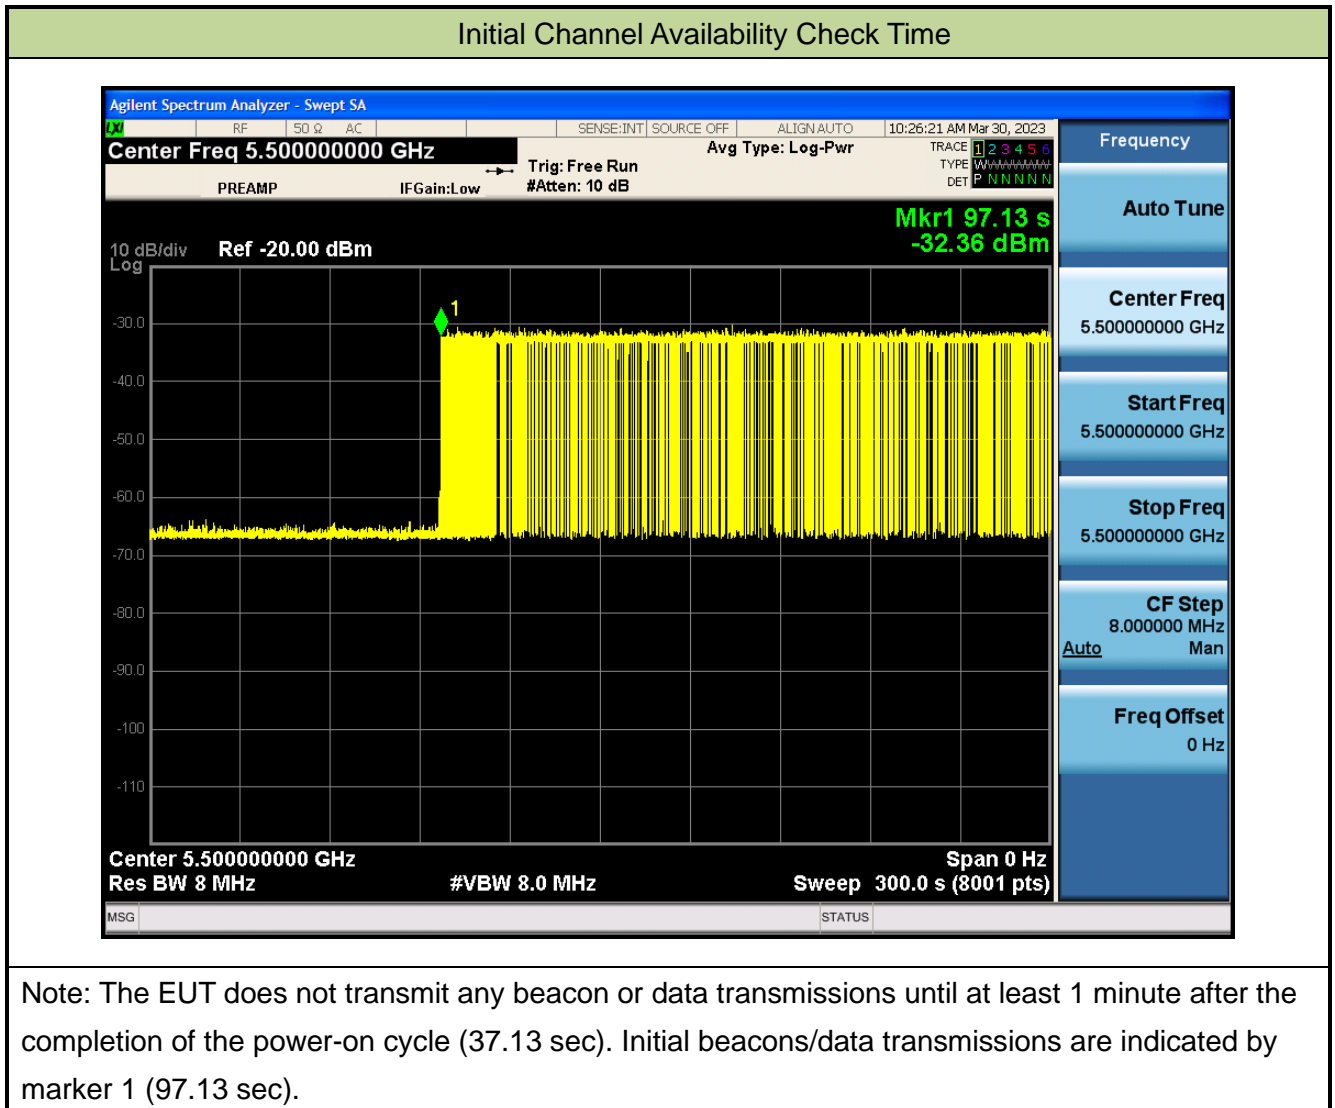 Initial Channel Availability Check Time
Agilent Spectrum Analyzer - Swept SA
LXI RF 50 Ω AC SENSE:INT SOURCE OFF ALIGN AUTO 10:26:21 AM Mar 30, 2023
Center Freq 5.500000000 GHz
Avg Type: Log-Pwr
TRACE 1 2 3 4 5 6
Trig: Free Run
TYPE W
PREAMP IFGain:Low #Atten: 10 dB
DET P N N N N N
Frequency
Auto Tune
Mkr1 97.13 s
-32.36 dBm
10 dB/div Ref -20.00 dBm
Log
1
-30.0
-40.0
-50.0
-60.0
-70.0
-80.0
-90.0
-100
-110
Center Freq
5.500000000 GHz
Start Freq
5.500000000 GHz
Stop Freq
5.500000000 GHz
CF Step
8.000000 MHz
Auto Man
Freq Offset
0 Hz
Center 5.500000000 GHz Span 0 Hz
Res BW 8 MHz #VBW 8.0 MHz Sweep 300.0 s (8001 pts)
MSG STATUS
Note: The EUT does not transmit any beacon or data transmissions until at least 1 minute after the
completion of the power-on cycle (37.13 sec). Initial beacons/data transmissions are indicated by
marker 1 (97.13 sec).